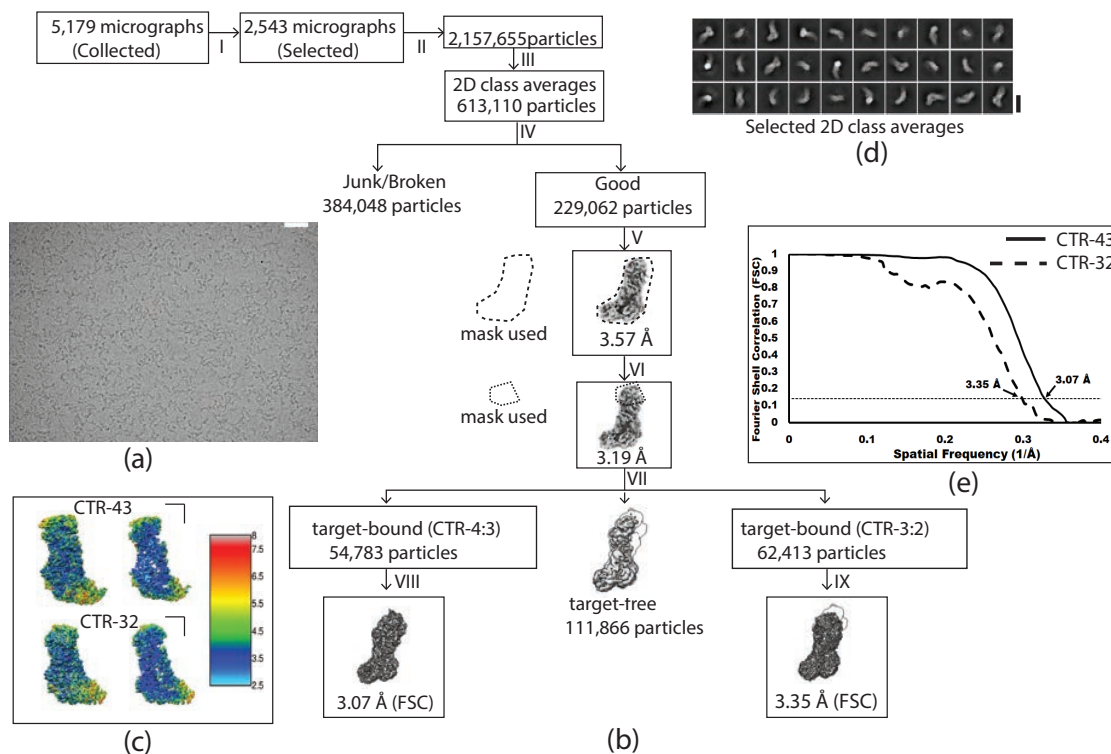 5,179 micrographs
(Collected)
I
2,543 micrographs
(Selected)
II
2,157,655particles
III
2D class averages
613,110 particles
IV
Junk/Broken
384,048 particles
Good
229,062 particles
V
mask used
3.57 Å
VI
mask used
3.19 Å
VII
target-bound (CTR-4:3)
54,783 particles
VIII
3.07 Å (FSC)
target-free
111,866 particles
target-bound (CTR-3:2)
62,413 particles
IX
3.35 Å (FSC)
(b)
(a)
CTR-43
CTR-32
8
7.5
6.5
5.5
4.5
3.5
2.5
(c)
Selected 2D class averages
(d)
CTR-43
CTR-32
Fourier Shell Correlation (FSC)
1
0.9
0.8
0.7
0.6
0.5
0.4
0.3
0.2
0.1
0
3.35 Å
3.07 Å
0
0.1
0.2
0.3
0.4
Spatial Frequency (1/Å)
(e)